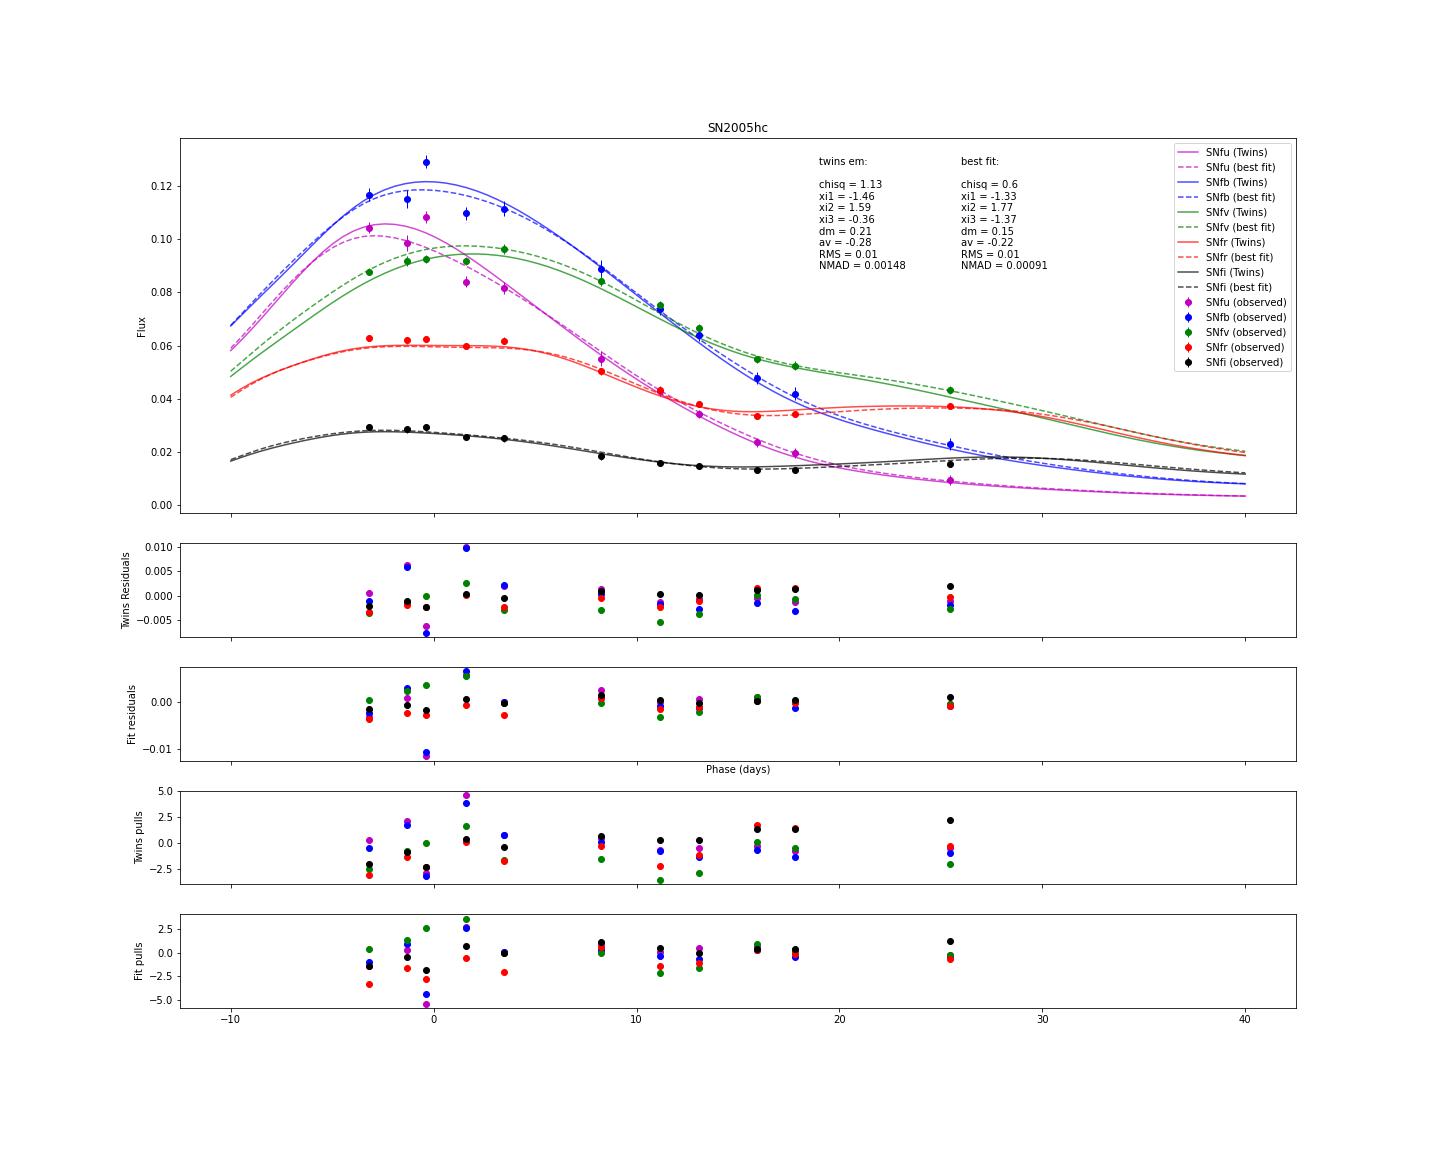 SN2005hc
Flux
0.12
0.10
0.08
0.06
0.04
0.02
0.00
twins em:
chisq = 1.13
xi1 = -1.46
xi2 = 1.59
xi3 = -0.36
dm = 0.21
av = -0.28
RMS = 0.01
NMAD = 0.00148
best fit:
chisq = 0.6
xi1 = -1.33
xi2 = 1.77
xi3 = -1.37
dm = 0.15
av = -0.22
RMS = 0.01
NMAD = 0.00091
SNfu (Twins)
SNfu (best fit)
SNfb (Twins)
SNfb (best fit)
SNfv (Twins)
SNfv (best fit)
SNfr (Twins)
SNfr (best fit)
SNfi (Twins)
SNfi (best fit)
SNfu (observed)
SNfb (observed)
SNfv (observed)
SNfr (observed)
SNfi (observed)
Twins Residuals
0.010
0.005
0.000
−0.005
Fit residuals
0.00
−0.01
Phase (days)
Twins pulls
5.0
2.5
0.0
−2.5
Fit pulls
2.5
0.0
−2.5
−5.0
−10 0 10 20 30 40